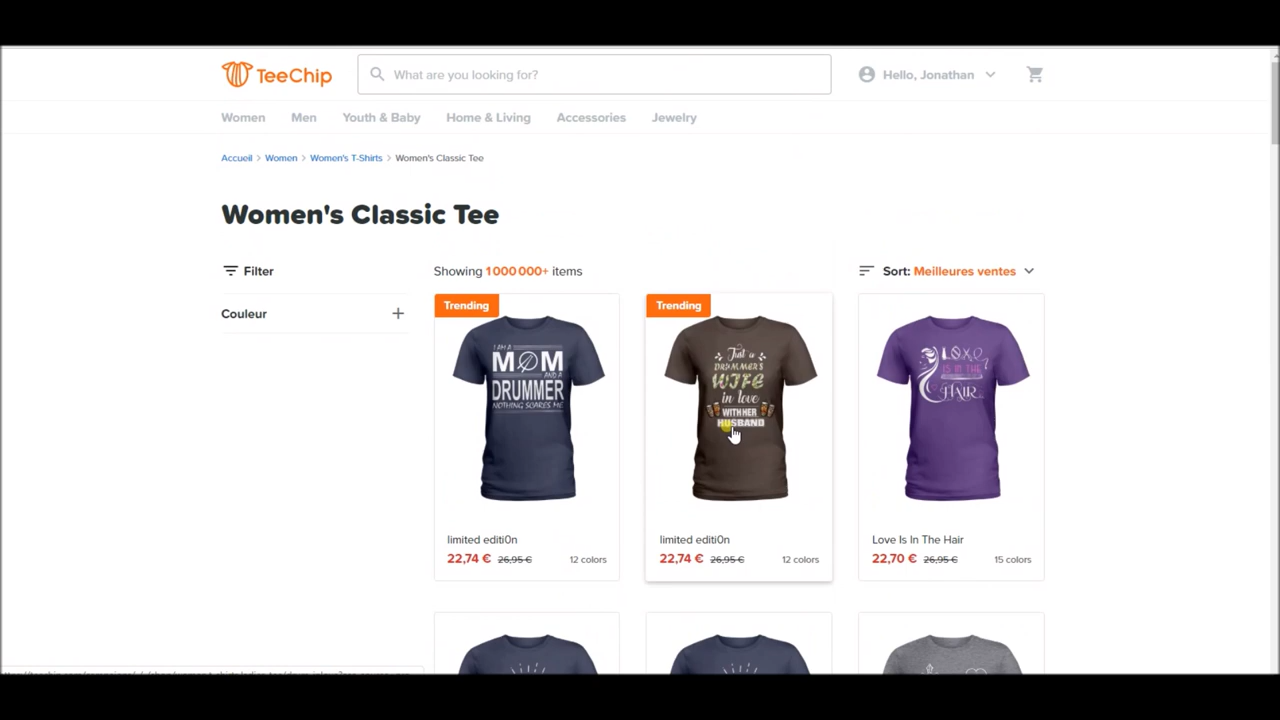 TeeChip
What are you looking for?
Hello, Jonathan
Women Men Youth & Baby Home & Living Accessories Jewelry
Accueil > Women > Women's T-Shirts > Women's Classic Tee
Women's Classic Tee
Filter
Showing 1 000 000+ items
Sort: Meilleures ventes
Couleur
Trending
I AM A
MOM
AND A
DRUMMER
NOTHING SCARES ME
limited editi0n
22,74 € 26,95 € 12 colors
Trending
Just a
DRUMMER'S
WIFE
in love
WITH HER
HUSBAND
limited editi0n
22,74 € 26,95 € 12 colors
LOVE
IS IN THE
HAIR
Love Is In The Hair
22,70 € 26,95 € 15 colors